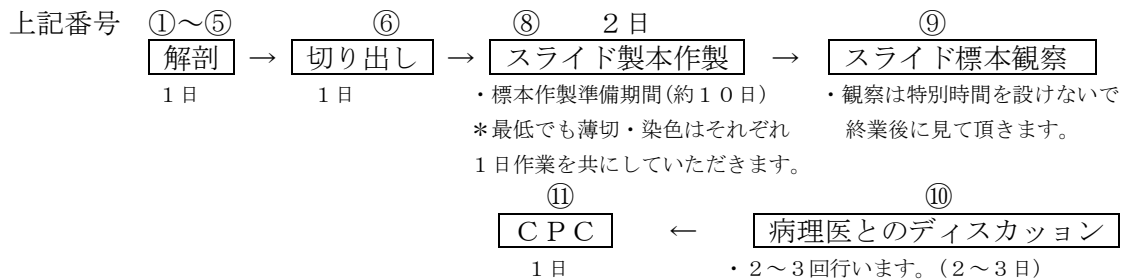 上記番号 ①～⑤ ⑥ ⑧ ２日 ⑨
解剖 → 切り出し → スライド製本作製 → スライド標本観察
１日 １日 ・標本作製準備期間(約１０日) ・観察は特別時間を設けないで
＊最低でも薄切・染色はそれぞれ 終業後に見て頂きます。
１日作業を共にしていただきます。
⑪ ⑩
ＣＰＣ ← 病理医とのディスカッション
１日 ・２～３回行います。(２～３日)